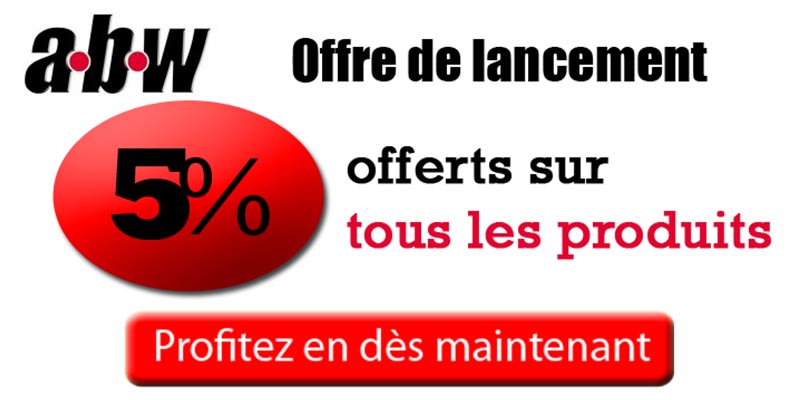 a•b•w
Offre de lancement
5%
offerts sur
tous les produits
Profitez en dès maintenant